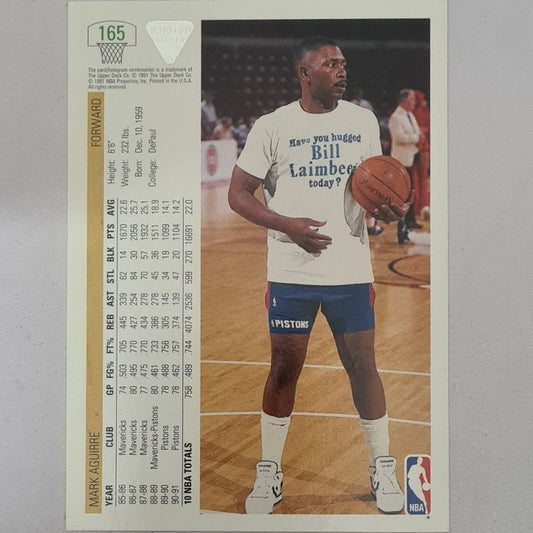 165
The card/hologram combination is a trademark of
The Upper Deck Co. © 1991 The Upper Deck Co.
© 1991 NBA Properties, Inc. Printed in the U.S.A.
All rights reserved.
MARK AGUIRRE FORWARD
Height: 6'6"
Weight: 232 lbs.
Born: Dec. 10, 1959
College: DePaul
YEAR CLUB GP FG% FT% REB AST STL BLK PTS AVG
85-86 Mavericks 74 .503 .705 445 339 62 14 1670 22.6
86-87 Mavericks 80 .495 .770 427 254 84 30 2056 25.7
87-88 Mavericks 77 .475 .770 434 278 70 57 1932 25.1
88-89 Mavericks-Pistons 80 .461 .733 386 278 45 36 1511 18.9
89-90 Pistons 78 .488 .756 305 145 34 19 1099 14.1
90-91 Pistons 78 .462 .757 374 139 47 20 1104 14.2
10 NBA TOTALS 758 .489 .744 4074 2536 599 270 16691 22.0
Have you hugged
Bill
Laimbee
today?
PISTONS
NBA